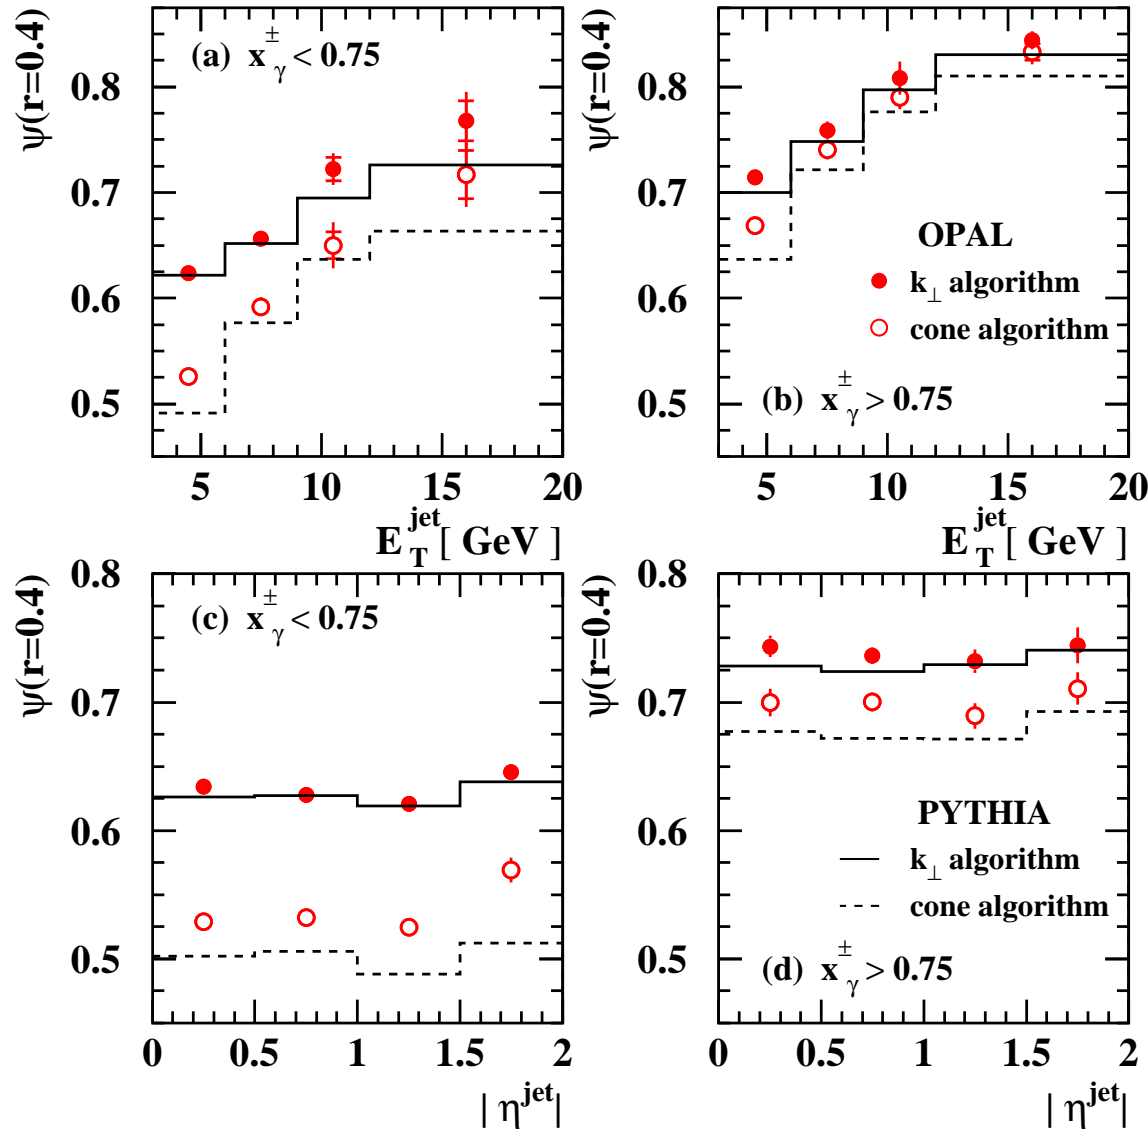 ψ(r=0.4)
(a) x±γ < 0.75
0.8
0.7
0.6
0.5
5 10 15 20
E_T^jet [ GeV ]
ψ(r=0.4)
0.8
0.7
0.6
0.5
OPAL
k⊥ algorithm
cone algorithm
(b) x±γ > 0.75
5 10 15 20
E_T^jet [ GeV ]
ψ(r=0.4)
0.8
(c) x±γ < 0.75
0.7
0.6
0.5
0 0.5 1 1.5 2
| η^jet |
ψ(r=0.4)
0.8
0.7
0.6
0.5
PYTHIA
k⊥ algorithm
cone algorithm
(d) x±γ > 0.75
0 0.5 1 1.5 2
| η^jet |